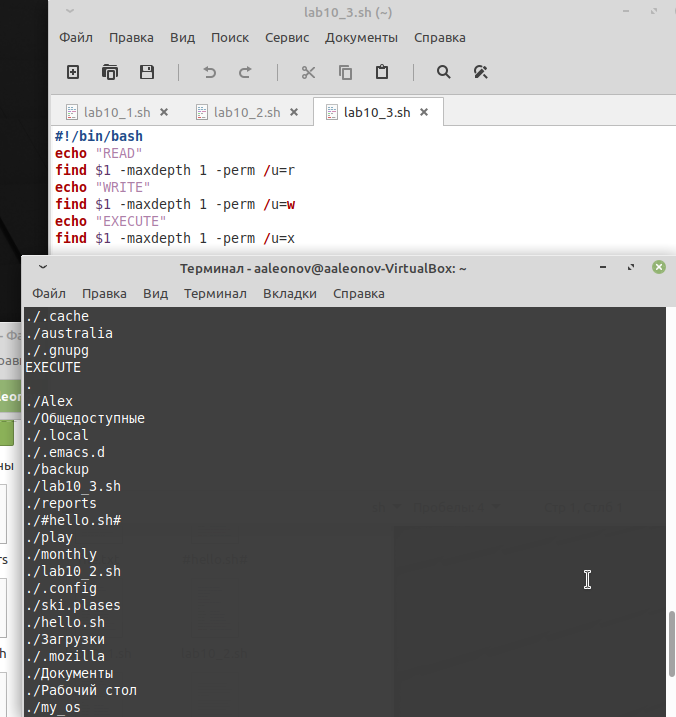 lab10_3.sh (~)
Файл Правка Вид Поиск Сервис Документы Справка
lab10_1.sh lab10_2.sh lab10_3.sh
#!/bin/bash
echo "READ"
find $1 -maxdepth 1 -perm /u=r
echo "WRITE"
find $1 -maxdepth 1 -perm /u=w
echo "EXECUTE"
find $1 -maxdepth 1 -perm /u=x
Терминал - aaleonov@aaleonov-VirtualBox: ~
Файл Правка Вид Терминал Вкладки Справка
./.cache
./australia
./.gnupg
EXECUTE
.
./Alex
./Общедоступные
./.local
./.emacs.d
./backup
./lab10_3.sh
./reports
./#hello.sh#
./play
./monthly
./lab10_2.sh
./.config
./ski.plases
./hello.sh
./Загрузки
./.mozilla
./Документы
./Рабочий стол
./my_os